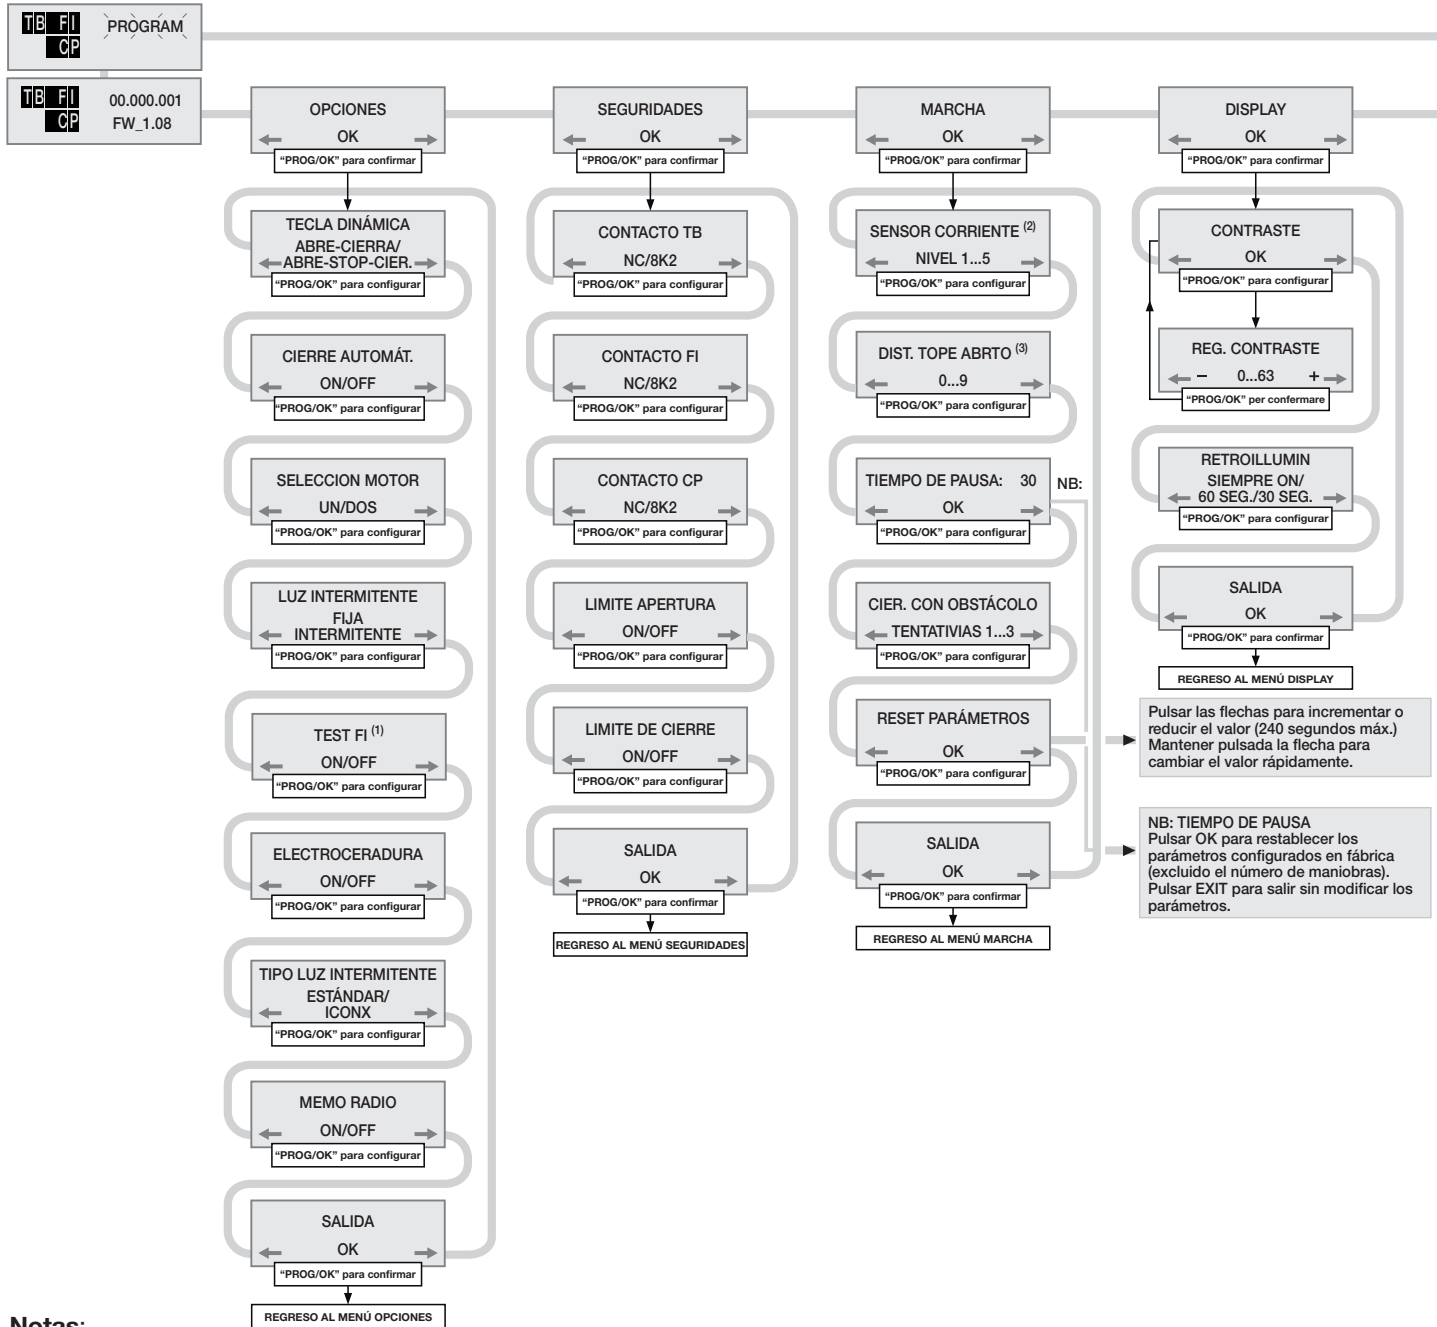 TB FI
CP
PROGRAM
TB FI
CP
00.000.001
FW_1.08
OPCIONES
OK
“PROG/OK” para confirmar
TECLA DINÁMICA
ABRE-CIERRA/
ABRE-STOP-CIER.
“PROG/OK” para configurar
CIERRE AUTOMÁT.
ON/OFF
“PROG/OK” para configurar
SELECCION MOTOR
UN/DOS
“PROG/OK” para configurar
LUZ INTERMITENTE
FIJA
INTERMITENTE
“PROG/OK” para configurar
TEST FI (1)
ON/OFF
“PROG/OK” para configurar
ELECTROCERADURA
ON/OFF
“PROG/OK” para configurar
TIPO LUZ INTERMITENTE
ESTÁNDAR/
ICONX
“PROG/OK” para configurar
MEMO RADIO
ON/OFF
“PROG/OK” para configurar
SALIDA
OK
“PROG/OK” para confirmar
REGRESO AL MENÚ OPCIONES
SEGURIDADES
OK
“PROG/OK” para confirmar
CONTACTO TB
NC/8K2
“PROG/OK” para configurar
CONTACTO FI
NC/8K2
“PROG/OK” para configurar
CONTACTO CP
NC/8K2
“PROG/OK” para configurar
LIMITE APERTURA
ON/OFF
“PROG/OK” para configurar
LIMITE DE CIERRE
ON/OFF
“PROG/OK” para configurar
SALIDA
OK
“PROG/OK” para confirmar
REGRESO AL MENÚ SEGURIDADES
MARCHA
OK
“PROG/OK” para confirmar
SENSOR CORRIENTE (2)
NIVEL 1...5
“PROG/OK” para configurar
DIST. TOPE ABRTO (3)
0...9
“PROG/OK” para configurar
TIEMPO DE PAUSA: 30 NB:
OK
“PROG/OK” para configurar
CIER. CON OBSTÁCOLO
TENTATIVIAS 1...3
“PROG/OK” para configurar
RESET PARÁMETROS
OK
“PROG/OK” para configurar
SALIDA
OK
“PROG/OK” para confirmar
REGRESO AL MENÚ MARCHA
DISPLAY
OK
“PROG/OK” para confirmar
CONTRASTE
OK
“PROG/OK” para configurar
REG. CONTRASTE
– 0...63 +
“PROG/OK” per confermare
RETROILLUMIN
SIEMPRE ON/
60 SEG./30 SEG.
“PROG/OK” para configurar
SALIDA
OK
“PROG/OK” para confirmar
REGRESO AL MENÚ DISPLAY
Pulsar las flechas para incrementar o
reducir el valor (240 segundos máx.)
Mantener pulsada la flecha para
cambiar el valor rápidamente.
NB: TIEMPO DE PAUSA
Pulsar OK para restablecer los
parámetros configurados en fábrica
(excluido el número de maniobras).
Pulsar EXIT para salir sin modificar los
parámetros.
Notas: